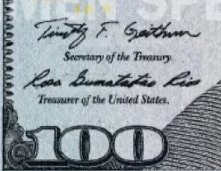 Timothy F. Geithner
Secretary of the Treasury.
Rosa Gumataotao Rios
Treasurer of the United States.
100